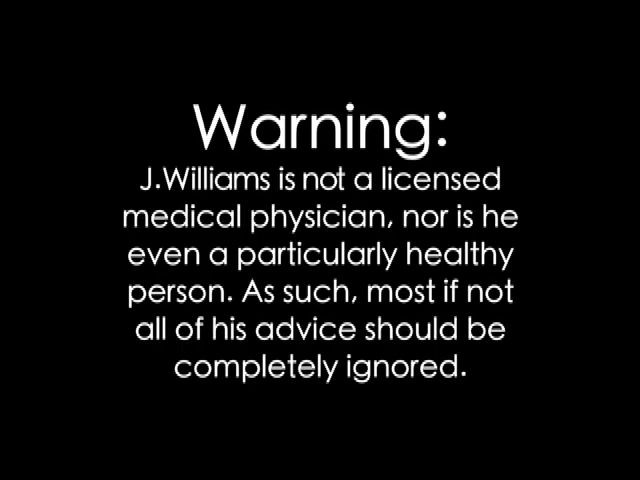 Warning:
J.Williams is not a licensed
medical physician, nor is he
even a particularly healthy
person. As such, most if not
all of his advice should be
completely ignored.